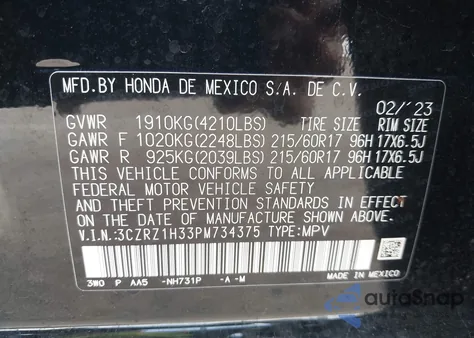 MFD.BY HONDA DE MEXICO S.A. DE C.V.
02/'23
GVWR 1910KG(4210LBS) TIRE SIZE RIM SIZE
GAWR F 1020KG(2248LBS) 215/60R17 96H 17X6.5J
GAWR R 925KG(2039LBS) 215/60R17 96H 17X6.5J
THIS VEHICLE CONFORMS TO ALL APPLICABLE
FEDERAL MOTOR VEHICLE SAFETY
AND THEFT PREVENTION STANDARDS IN EFFECT
ON THE DATE OF MANUFACTURE SHOWN ABOVE.
V.I.N.:3CZRZ1H33PM734375 TYPE:MPV
3W0 P AA5 -NH731P -A -M MADE IN MEXICO
autoSnap